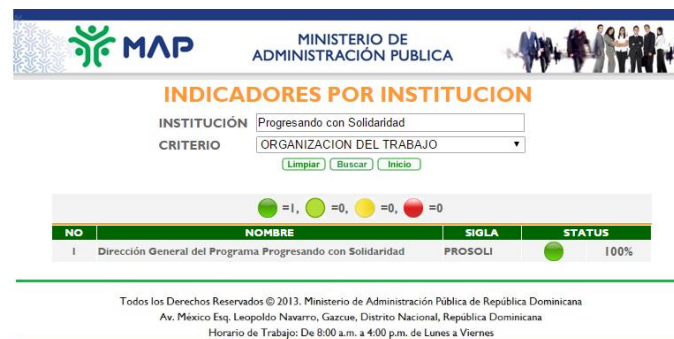 MAP
MINISTERIO DE
ADMINISTRACIÓN PUBLICA
INDICADORES POR INSTITUCION
INSTITUCIÓN Progresando con Solidaridad
CRITERIO ORGANIZACION DEL TRABAJO
Limpiar Buscar Inicio
=1, =0, =0, =0
NO NOMBRE SIGLA STATUS
1 Dirección General del Programa Progresando con Solidaridad PROSOLI 100%
Todos los Derechos Reservados © 2013. Ministerio de Administración Pública de República Dominicana
Av. México Esq. Leopoldo Navarro, Gazcue, Distrito Nacional, República Dominicana
Horario de Trabajo: De 8:00 a.m. a 4:00 p.m. de Lunes a Viernes